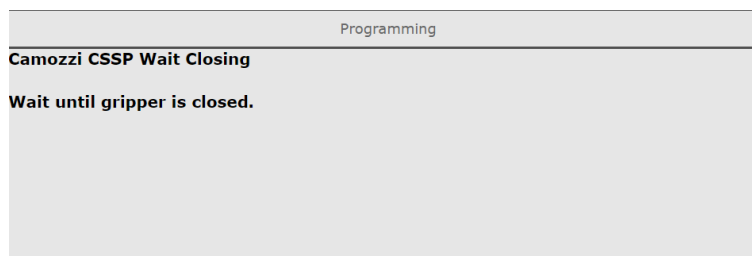 Programming
Camozzi CSSP Wait Closing
Wait until gripper is closed.